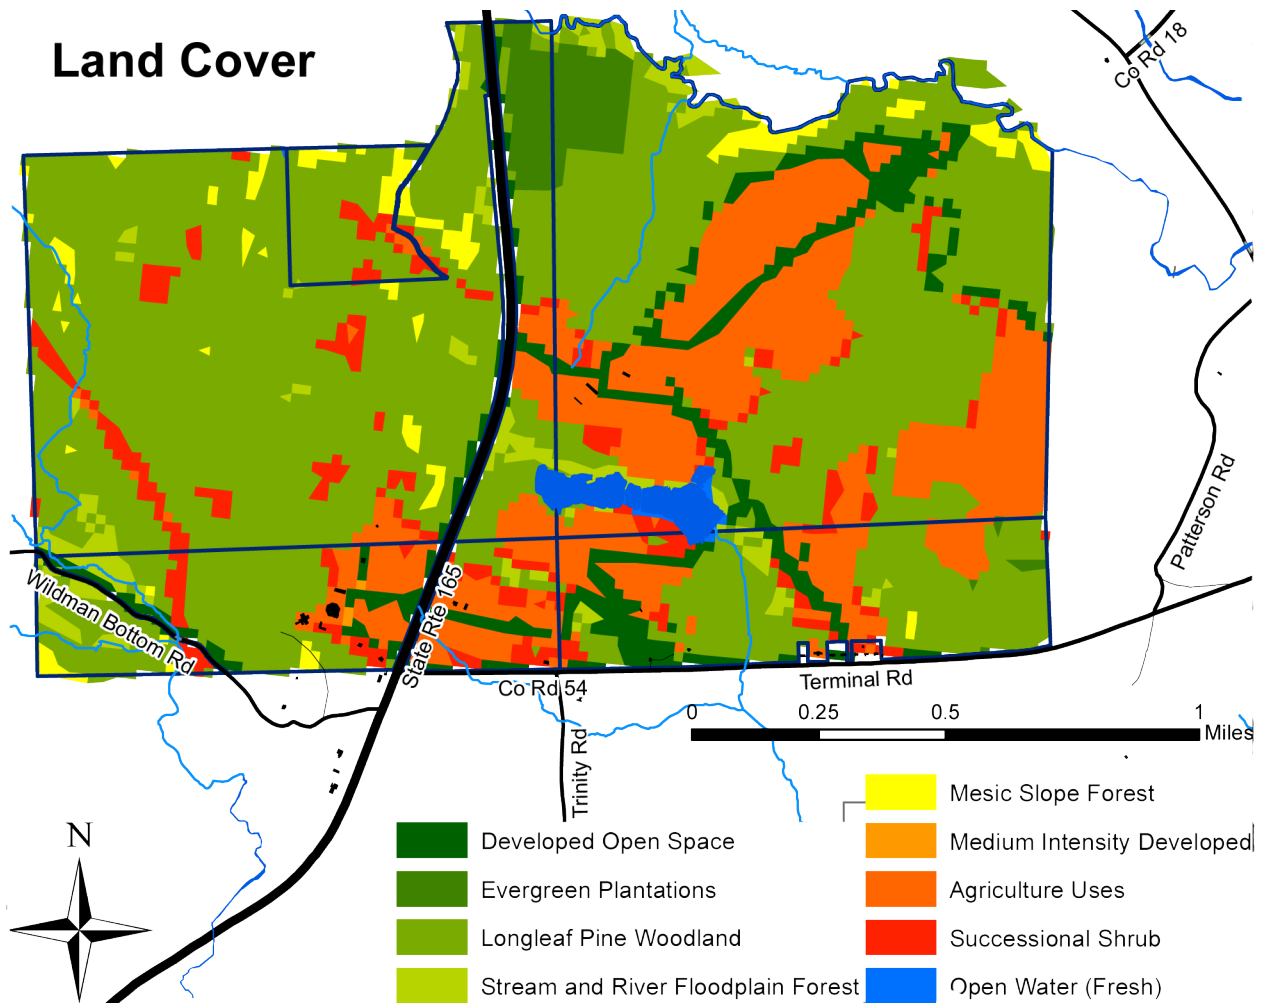 Land Cover
Co Rd 18
Patterson Rd
Wildman Bottom Rd
State Rte 165
Co Rd 54
Terminal Rd
Trinity Rd
0 0.25 0.5 1
Miles
N
Developed Open Space
Evergreen Plantations
Longleaf Pine Woodland
Stream and River Floodplain Forest
Mesic Slope Forest
Medium Intensity Developed
Agriculture Uses
Successional Shrub
Open Water (Fresh)